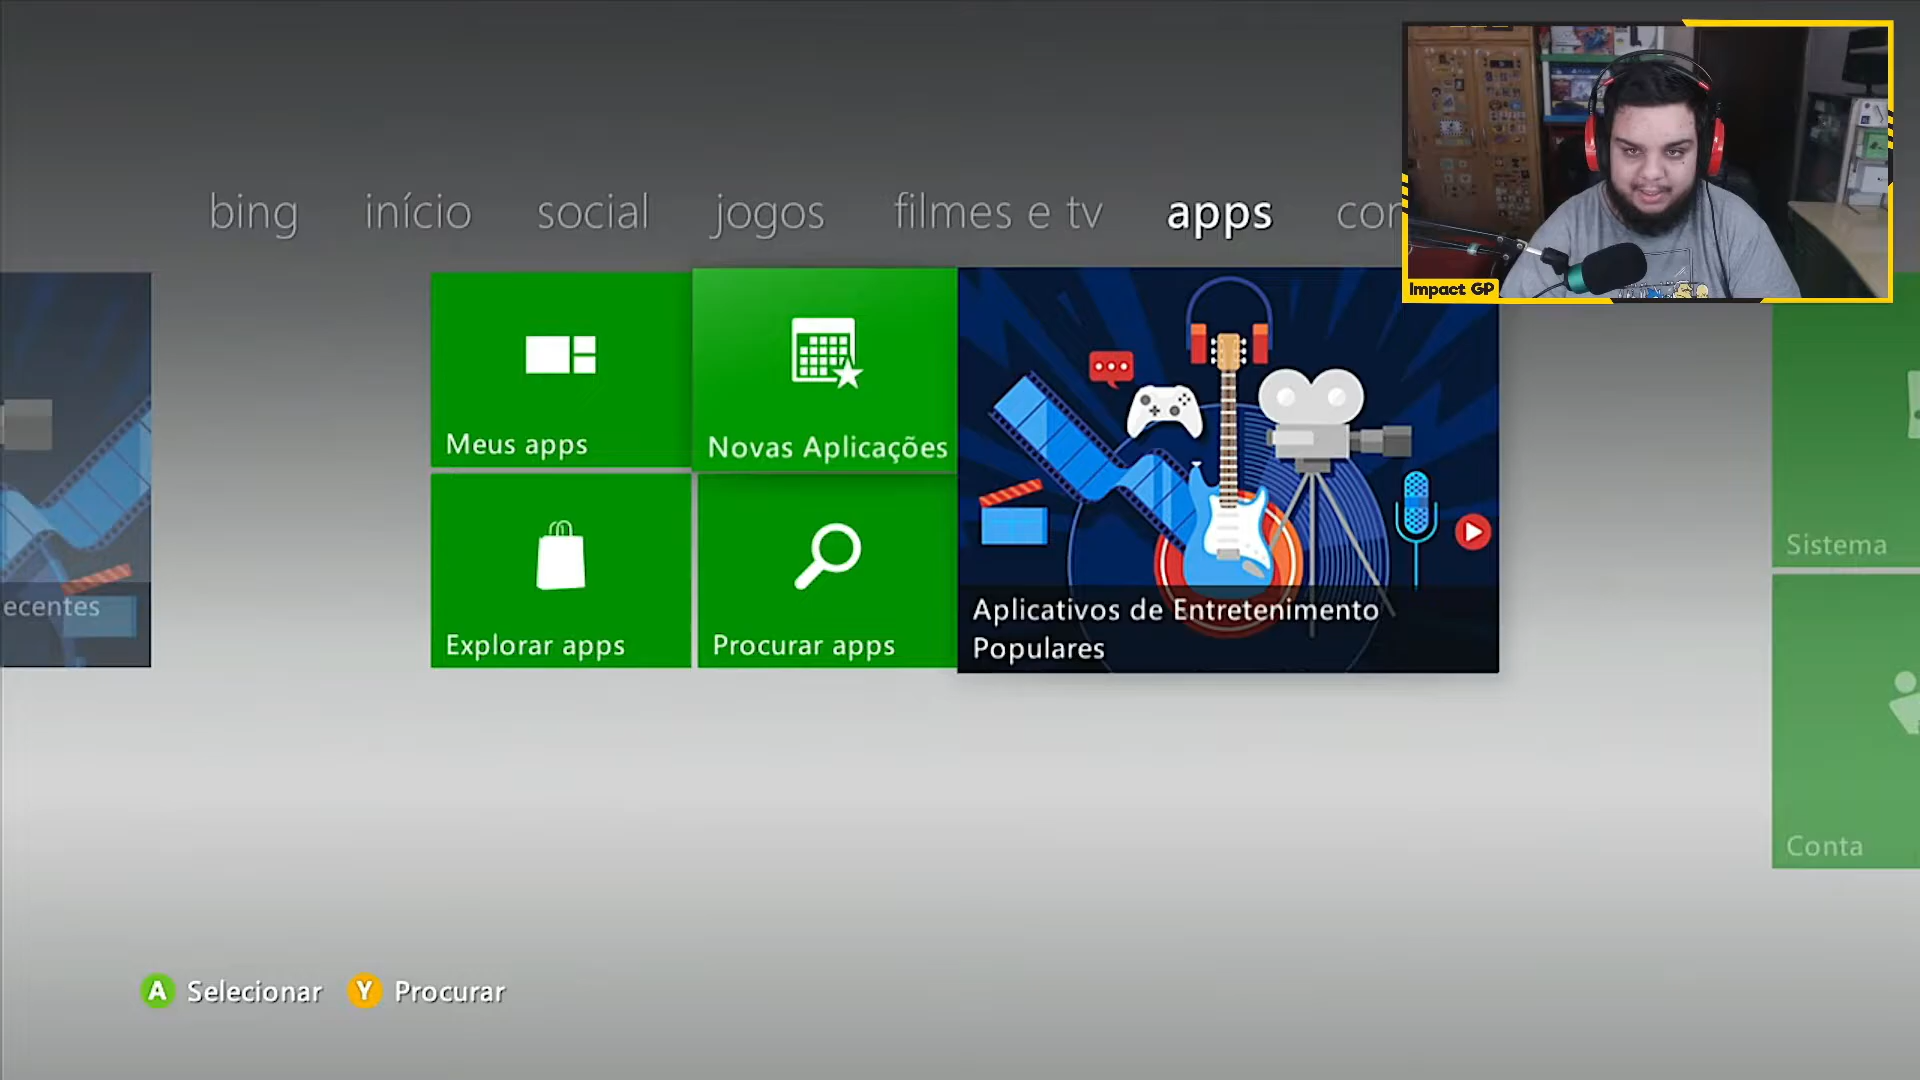 bing
início
social
jogos
filmes e tv
apps
Impact GP
Meus apps
Novas Aplicações
Explorar apps
Procurar apps
Aplicativos de Entretenimento
Populares
Sistema
Conta
A Selecionar
Y Procurar